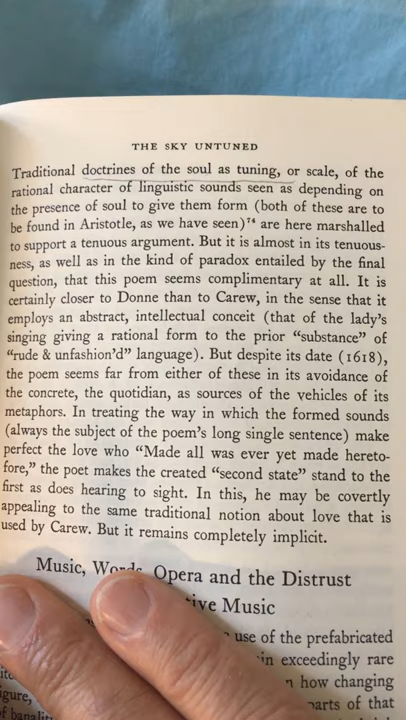 THE SKY UNTUNED
Traditional doctrines of the soul as tuning, or scale, of the
rational character of linguistic sounds seen as depending on
the presence of soul to give them form (both of these are to
be found in Aristotle, as we have seen)⁷⁴ are here marshalled
to support a tenuous argument. But it is almost in its tenuous-
ness, as well as in the kind of paradox entailed by the final
question, that this poem seems complimentary at all. It is
certainly closer to Donne than to Carew, in the sense that it
employs an abstract, intellectual conceit (that of the lady's
singing giving a rational form to the prior "substance" of
"rude & unfashion'd" language). But despite its date (1618),
the poem seems far from either of these in its avoidance of
the concrete, the quotidian, as sources of the vehicles of its
metaphors. In treating the way in which the formed sounds
(always the subject of the poem's long single sentence) make
perfect the love who "Made all was ever yet made hereto-
fore," the poet makes the created "second state" stand to the
first as does hearing to sight. In this, he may be covertly
appealing to the same traditional notion about love that is
used by Carew. But it remains completely implicit.
Music, Words, Opera and the Distrust
Music
use of the prefabricated
in exceedingly rare
how changing
parts of that